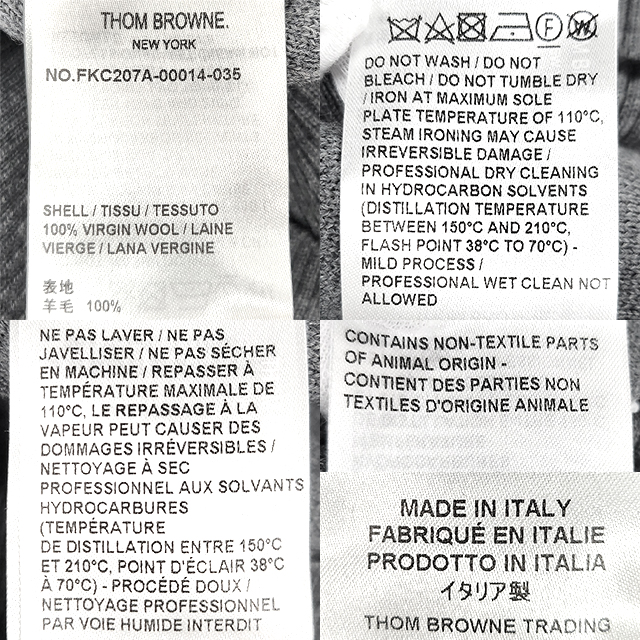 THOM BROWNE.
NEW YORK
NO.FKC207A-00014-035
SHELL / TISSU / TESSUTO
100% VIRGIN WOOL / LAINE
VIERGE / LANA VERGINE
表地
羊毛 100%
DO NOT WASH / DO NOT
BLEACH / DO NOT TUMBLE DRY
/ IRON AT MAXIMUM SOLE
PLATE TEMPERATURE OF 110°C,
STEAM IRONING MAY CAUSE
IRREVERSIBLE DAMAGE /
PROFESSIONAL DRY CLEANING
IN HYDROCARBON SOLVENTS
(DISTILLATION TEMPERATURE
BETWEEN 150°C AND 210°C,
FLASH POINT 38°C TO 70°C) -
MILD PROCESS /
PROFESSIONAL WET CLEAN NOT
ALLOWED
NE PAS LAVER / NE PAS
JAVELLISER / NE PAS SÉCHER
EN MACHINE / REPASSER À
TEMPÉRATURE MAXIMALE DE
110°C, LE REPASSAGE À LA
VAPEUR PEUT CAUSER DES
DOMMAGES IRRÉVERSIBLES /
NETTOYAGE À SEC
PROFESSIONNEL AUX SOLVANTS
HYDROCARBURES
(TEMPÉRATURE
DE DISTILLATION ENTRE 150°C
ET 210°C, POINT D'ÉCLAIR 38°C
À 70°C) - PROCÉDÉ DOUX /
NETTOYAGE PROFESSIONNEL
PAR VOIE HUMIDE INTERDIT
CONTAINS NON-TEXTILE PARTS
OF ANIMAL ORIGIN -
CONTIENT DES PARTIES NON
TEXTILES D'ORIGINE ANIMALE
MADE IN ITALY
FABRIQUÉ EN ITALIE
PRODOTTO IN ITALIA
イタリア製
THOM BROWNE TRADING